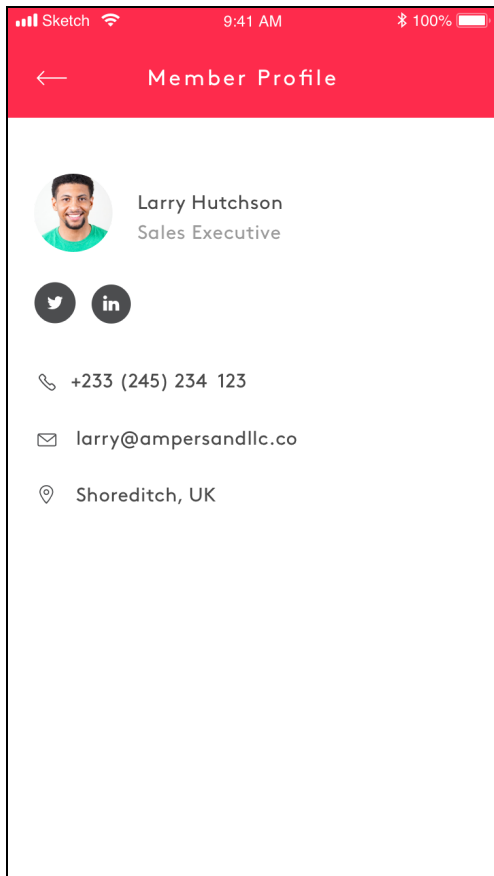 Sketch 9:41 AM 100%
Member Profile
Larry Hutchson
Sales Executive
in
+233 (245) 234 123
larry@ampersandllc.co
Shoreditch, UK